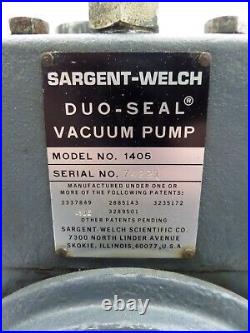 SARGENT-WELCH
DUO-SEAL®
VACUUM PUMP
MODEL NO. 1405
SERIAL NO.
MANUFACTURED UNDER ONE OR
MORE OF THE FOLLOWING PATENTS:
3337849 2885143 3235172
3289501
OTHER PATENTS PENDING
SARGENT-WELCH SCIENTIFIC CO.
7300 NORTH LINDER AVENUE
SKOKIE, ILLINOIS, 60077, U.S.A